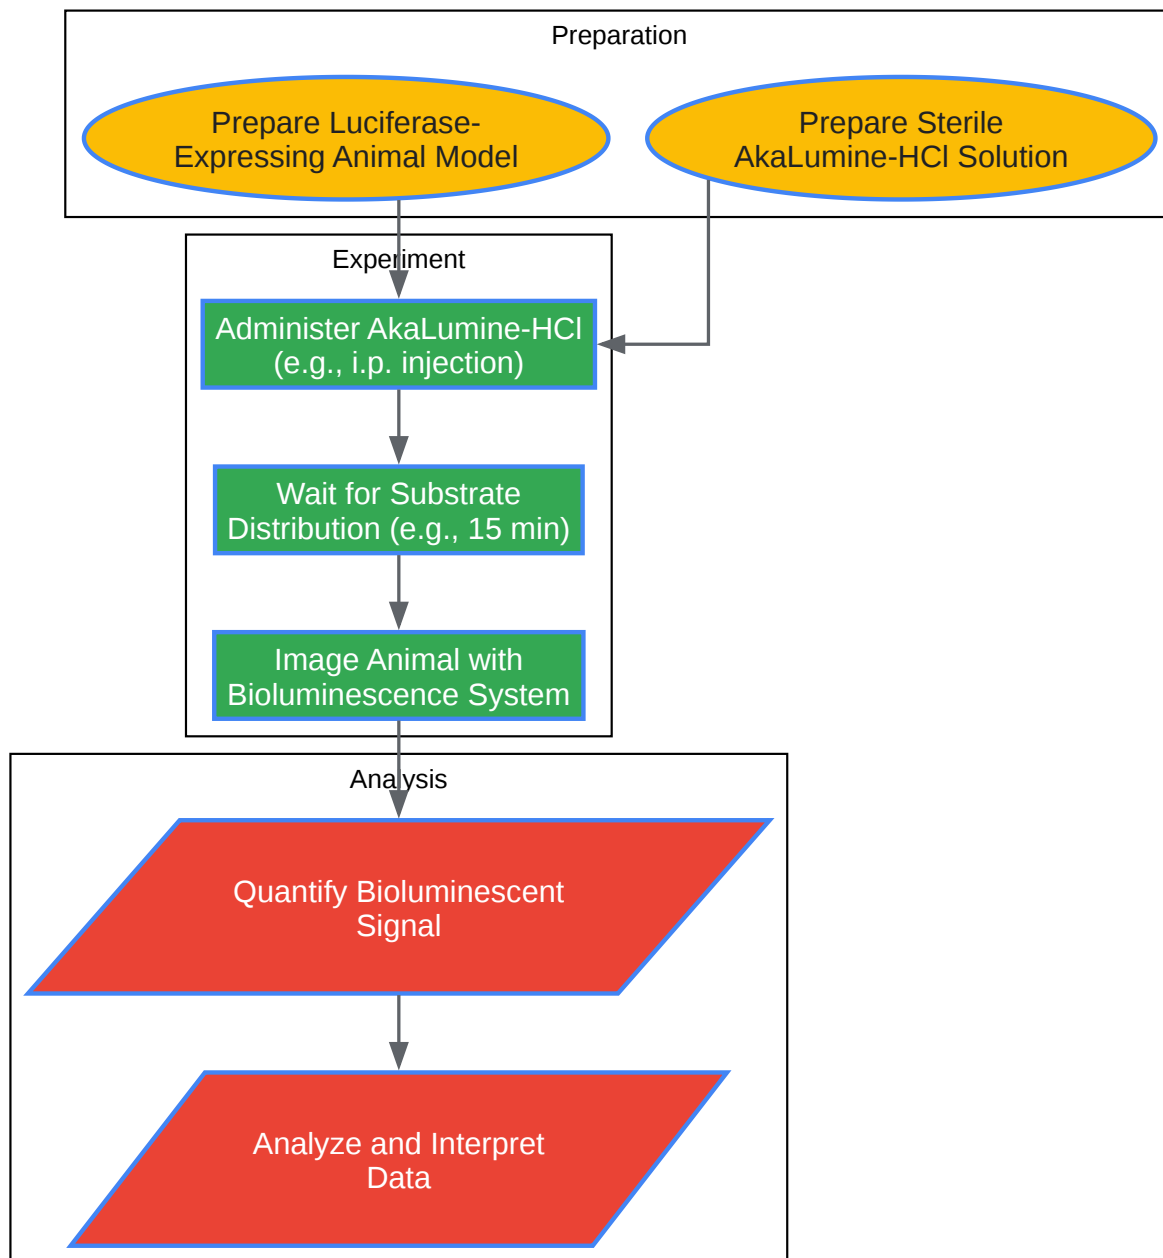 Preparation
Prepare Luciferase-
Expressing Animal Model
Prepare Sterile
AkaLumine-HCl Solution
Experiment
Administer AkaLumine-HCl
(e.g., i.p. injection)
Wait for Substrate
Distribution (e.g., 15 min)
Image Animal with
Bioluminescence System
Analysis
Quantify Bioluminescent
Signal
Analyze and Interpret
Data